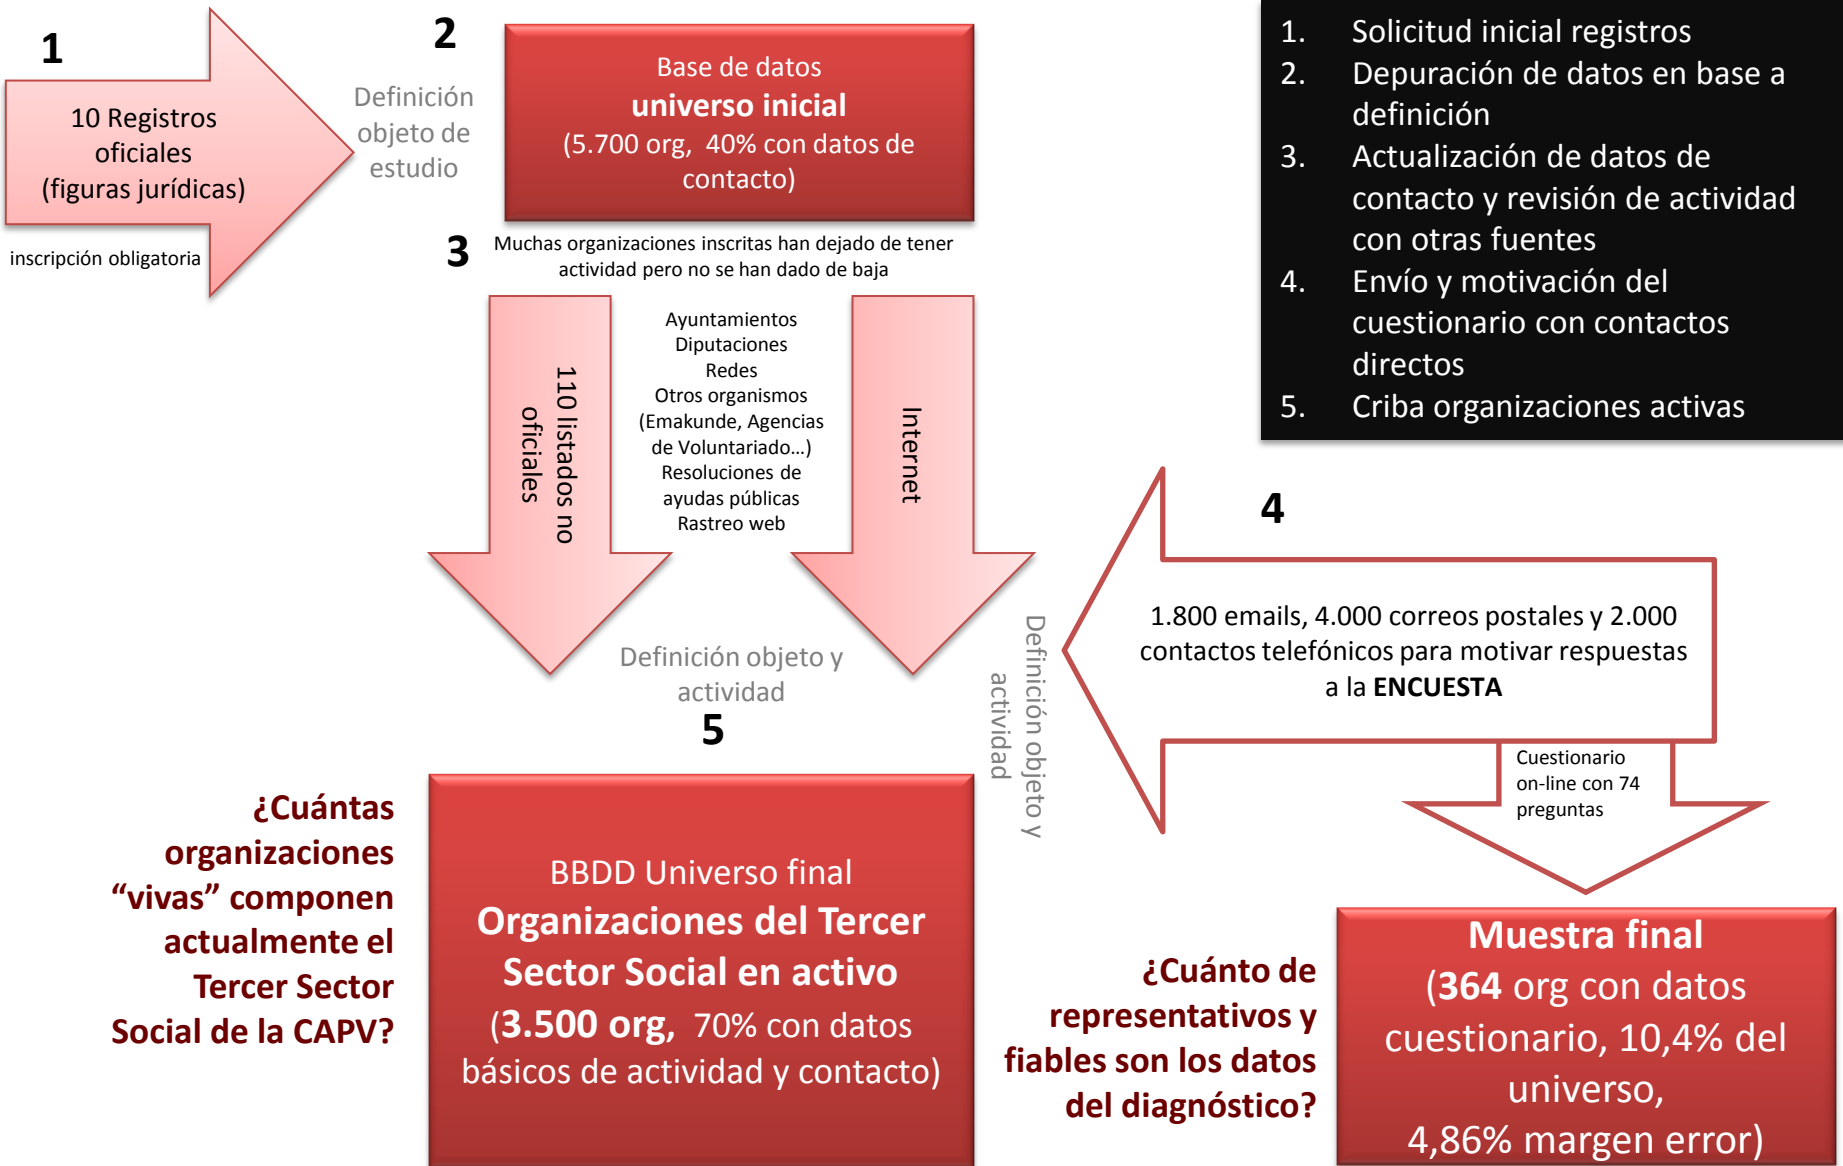 1
10 Registros
oficiales
(figuras jurídicas)
inscripción obligatoria
2
Definición
objeto de
estudio
Base de datos
universo inicial
(5.700 org, 40% con datos de
contacto)
1. Solicitud inicial registros
2. Depuración de datos en base a
definición
3. Actualización de datos de
contacto y revisión de actividad
con otras fuentes
4. Envío y motivación del
cuestionario con contactos
directos
5. Criba organizaciones activas
3
Muchas organizaciones inscritas han dejado de tener
actividad pero no se han dado de baja
110 listados no
oficiales
Ayuntamientos
Diputaciones
Redes
Otros organismos
(Emakunde, Agencias
de Voluntariado...)
Resoluciones de
ayudas públicas
Rastreo web
Internet
4
1.800 emails, 4.000 correos postales y 2.000
contactos telefónicos para motivar respuestas
a la ENCUESTA
Definición objeto y
actividad
Definición objeto y
actividad
Cuestionario
on-line con 74
preguntas
5
¿Cuántas
organizaciones
“vivas” componen
actualmente el
Tercer Sector
Social de la CAPV?
BBDD Universo final
Organizaciones del Tercer
Sector Social en activo
(3.500 org, 70% con datos
básicos de actividad y contacto)
¿Cuánto de
representativos y
fiables son los datos
del diagnóstico?
Muestra final
(364 org con datos
cuestionario, 10,4% del
universo,
4,86% margen error)